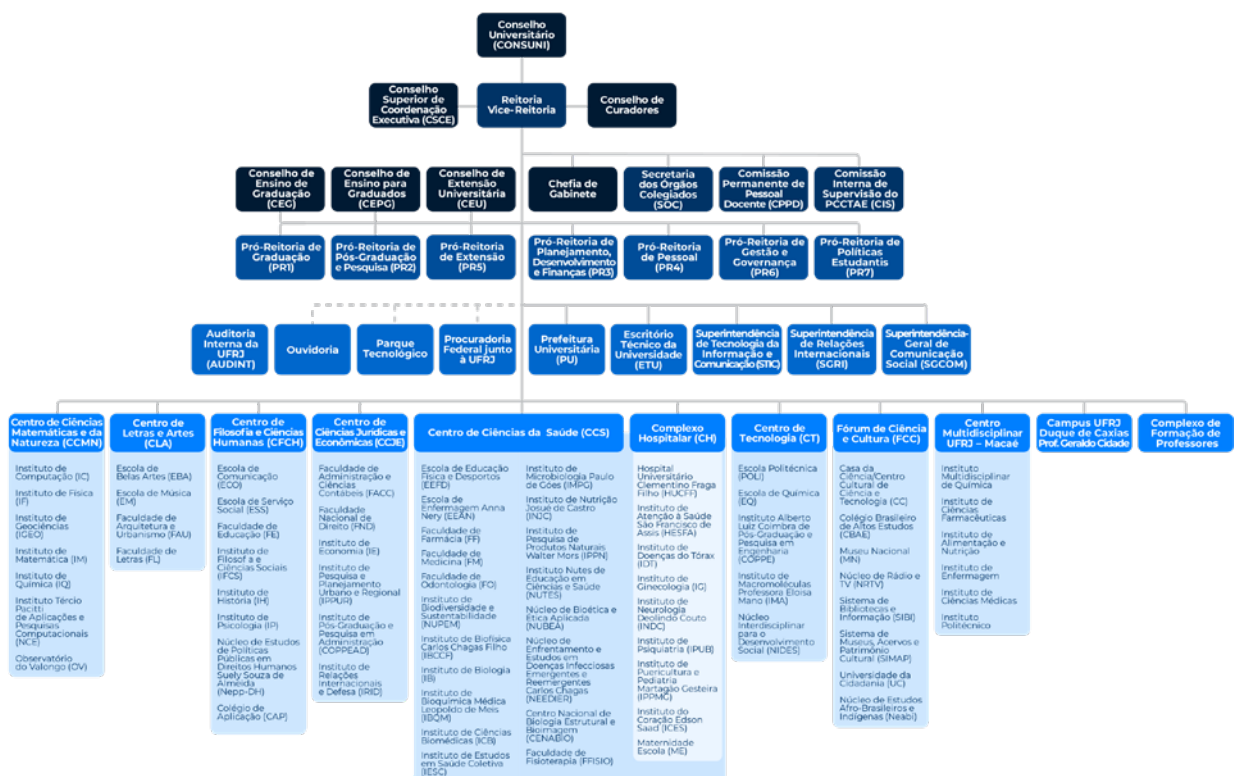 Conselho
Universitário
(CONSUNI)
Conselho
Superior de
Coordenação
Executiva (CSCE)
Reitoria
Vice-Reitoria
Conselho de
Curadores
Conselho de
Ensino de
Graduação
(CEG)
Conselho de
Ensino para
Graduados
(CEPG)
Conselho de
Extensão
Universitária
(CEU)
Chefia de
Gabinete
Secretaria
dos Órgãos
Colegiados
(SOC)
Comissão
Permanente de
Pessoal
Docente (CPPD)
Comissão
Interna de
Supervisão do
PCCTAE (CIS)
Pró-Reitoria de
Graduação
(PR1)
Pró-Reitoria de
Pós-Graduação
e Pesquisa (PR2)
Pró-Reitoria
de Extensão
(PR5)
Pró-Reitoria de
Planejamento,
Desenvolvimento
e Finanças (PR3)
Pró-Reitoria
de Pessoal
(PR4)
Pró-Reitoria de
Gestão e
Governança
(PR6)
Pró-Reitoria de
Políticas
Estudantis
(PR7)
Auditoria
Interna da
UFRJ
(AUDINT)
Ouvidoria
Parque
Tecnológico
Procuradoria
Federal junto
à UFRJ
Prefeitura
Universitária
(PU)
Escritório
Técnico da
Universidade
(ETU)
Superintendência
de Tecnologia da
Informação e
Comunicação (STIC)
Superintendência
de Relações
Internacionais
(SGRI)
Superintendência-
Geral de
Comunicação
Social (SGCOM)
Centro de Ciências
Matemáticas e da
Natureza (CCMN)
Instituto de
Computação (IC)
Instituto de Física
(IF)
Instituto de
Geociências
(IGEO)
Instituto de
Matemática (IM)
Instituto de
Química (IQ)
Instituto Tércio
Pacitti
de Aplicações e
Pesquisas
Computacionais
(NCE)
Observatório
do Valongo (OV)
Centro de
Letras e Artes
(CLA)
Escola de
Belas Artes (EBA)
Escola de Música
(EM)
Faculdade de
Arquitetura e
Urbanismo (FAU)
Faculdade de
Letras (FL)
Centro de
Filosofia e Ciências
Humanas (CFCH)
Escola de
Comunicação
(ECO)
Escola de Serviço
Social (ESS)
Faculdade de
Educação (FE)
Instituto de
Filosofi a e
Ciências Sociais
(IFCS)
Instituto de
História (IH)
Instituto de
Psicologia (IP)
Núcleo de Estudos
de Políticas
Públicas em
Direitos Humanos
Suely Souza de
Almeida
(Nepp-DH)
Colégio de
Aplicação (CAP)
Centro de
Ciências Jurídicas e
Econômicas (CCJE)
Faculdade de
Administração e
Ciências
Contábeis (FACC)
Faculdade
Nacional de
Direito (FND)
Instituto de
Economia (IE)
Instituto de
Pesquisa e
Planejamento
Urbano e Regional
(IPPUR)
Instituto de
Pós-Graduação e
Pesquisa em
Administração
(COPPEAD)
Instituto de
Relações
Internacionais
e Defesa (IRID)
Centro de Ciências da Saúde (CCS)
Escola de Educação
Física e Desportos
(EEFD)
Escola de
Enfermagem Anna
Nery (EEAN)
Faculdade de
Farmácia (FF)
Faculdade de
Medicina (FM)
Faculdade de
Odontologia (FO)
Instituto de
Biodiversidade e
Sustentabilidade
(NUPEM)
Instituto de Biofísica
Carlos Chagas Filho
(IBCCF)
Instituto de Biologia
(IB)
Instituto de
Bioquímica Médica
Leopoldo de Meis
(IBQM)
Instituto de Ciências
Biomédicas (ICB)
Instituto de Estudos
em Saúde Coletiva
(IESC)
Instituto de
Microbiologia Paulo
de Góes (IMPG)
Instituto de Nutrição
Josué de Castro
(INJC)
Instituto de
Pesquisa de
Produtos Naturais
Walter Mors (IPPN)
Instituto Nutes de
Educação em
Ciências e Saúde
(NUTES)
Núcleo de Bioética e
Ética Aplicada
(NUBEA)
Núcleo de
Enfrentamento e
Estudos em
Doenças Infecciosas
Emergentes e
Reemergentes
Carlos Chagas
(NEEDIER)
Centro Nacional de
Biologia Estrutural e
Bioimagem
(CENABIO)
Faculdade de
Fisioterapia (FFISIO)
Complexo
Hospitalar (CH)
Hospital
Universitário
Clementino Fraga
Filho (HUCFF)
Instituto de
Atenção à Saúde
São Francisco de
Assis (HESFA)
Instituto de
Doenças do Tórax
(IDT)
Instituto de
Ginecologia (IG)
Instituto de
Neurologia
Deolindo Couto
(INDC)
Instituto de
Psiquiatria (IPUB)
Instituto de
Puericultura e
Pediatria
Martagão Gesteira
(IPPMG)
Instituto do
Coração Edson
Saad (ICES)
Maternidade
Escola (ME)
Centro de
Tecnologia (CT)
Escola Politécnica
(POLI)
Escola de Química
(EQ)
Instituto Alberto
Luiz Coimbra de
Pós-Graduação e
Pesquisa em
Engenharia
(COPPE)
Instituto de
Macromoléculas
Professora Eloisa
Mano (IMA)
Núcleo
Interdisciplinar
para o
Desenvolvimento
Social (NIDES)
Fórum de Ciência
e Cultura (FCC)
Casa da
Ciência/Centro
Cultural de
Ciência e
Tecnologia (CC)
Colégio Brasileiro
de Altos Estudos
(CBAE)
Museu Nacional
(MN)
Núcleo de Rádio e
TV (NRTV)
Sistema de
Bibliotecas e
Informação (SIBI)
Sistema de
Museus, Acervos e
Patrimônio
Cultural (SIMAP)
Universidade da
Cidadania (UC)
Núcleo de Estudos
Afro-Brasileiros e
Indígenas (Neabi)
Centro
Multidisciplinar
UFRJ – Macaé
Instituto
Multidisciplinar
de Química
Instituto de
Ciências
Farmacêuticas
Instituto de
Alimentação e
Nutrição
Instituto de
Enfermagem
Instituto de
Ciências Médicas
Instituto
Politécnico
Campus UFRJ
Duque de Caxias
Prof. Geraldo Cidade
Complexo de
Formação de
Professores